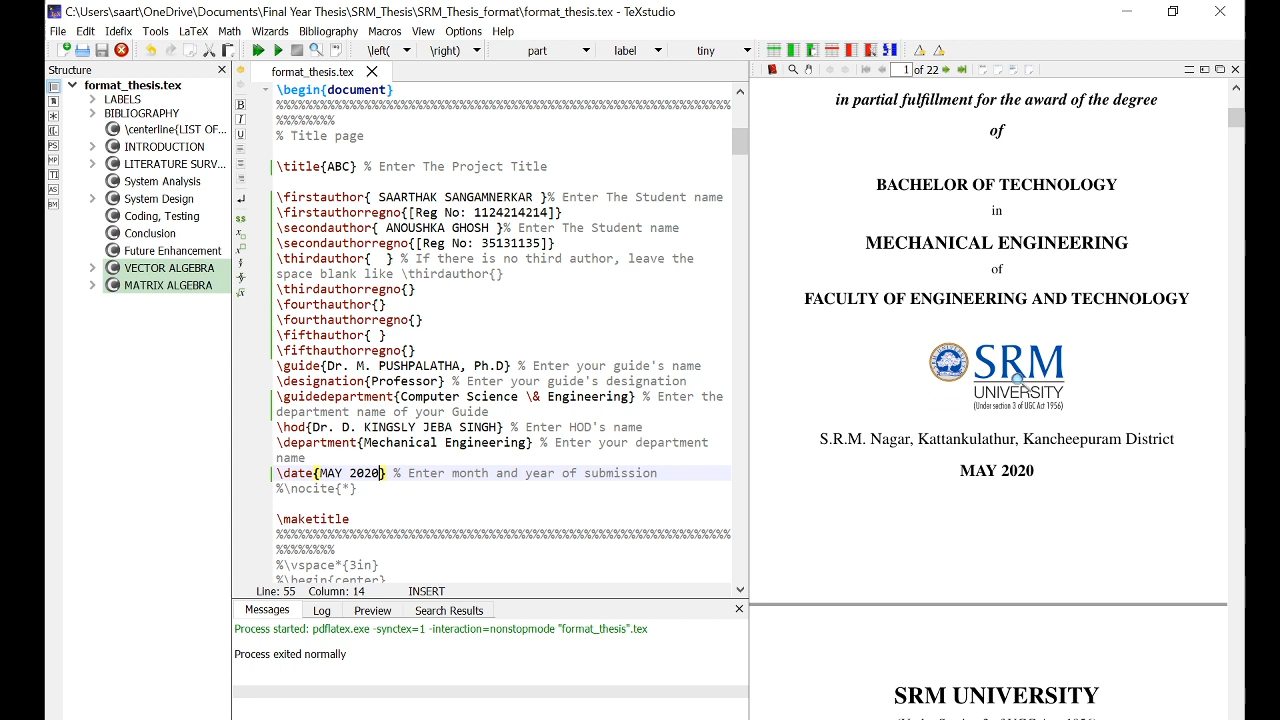 C:\Users\saart\OneDrive\Documents\Final Year Thesis\SRM_Thesis\SRM_Thesis_Format\format_thesis.tex - TeXstudio
File Edit Idefix Tools LaTeX Math Wizards Bibliography Macros View Options Help
\left( \right) part label tiny
Structure
format_thesis.tex
LABELS
BIBLIOGRAPHY
\centerline{LIST OF...
INTRODUCTION
LITERATURE SURV...
System Analysis
System Design
Coding, Testing
Conclusion
Future Enhancement
VECTOR ALGEBRA
MATRIX ALGEBRA
format_thesis.tex
\begin{document}
%%%%%%%%%%%%%%%%%%%%%%%%%%%%%%%%%%%%%%%%%%%%%%%%%%%%%%%%%%%%%%
%%%%%%%%
% Title page
\title{ABC} % Enter The Project Title
\firstauthor{ SAARTHAK SANGAMNERKAR }% Enter The Student name
\firstauthorregno{[Reg No: 1124214214]}
\secondauthor{ ANOUSHKA GHOSH }% Enter The Student name
\secondauthorregno{[Reg No: 35131135]}
\thirdauthor{  } % If there is no third author, leave the
space blank like \thirdauthor{}
\thirdauthorregno{}
\fourthauthor{}
\fourthauthorregno{}
\fifthauthor{ }
\fifthauthorregno{}
\guide{Dr. M. PUSHPALATHA, Ph.D} % Enter your guide's name
\designation{Professor} % Enter your guide's designation
\guidedepartment{Computer Science \& Engineering} % Enter the
department name of your Guide
\hod{Dr. D. KINGSLY JEBA SINGH} % Enter HOD's name
\department{Mechanical Engineering} % Enter your department
name
\date{MAY 2020} % Enter month and year of submission
%\nocite{*}
\maketitle
%%%%%%%%%%%%%%%%%%%%%%%%%%%%%%%%%%%%%%%%%%%%%%%%%%%%%%%%%%%%%%
%%%%%%%%
%\vspace*{3in}
%\begin{center}
Line: 55 Column: 14 INSERT
Messages Log Preview Search Results
Process started: pdflatex.exe -synctex=1 -interaction=nonstopmode "format_thesis".tex
Process exited normally
1 of 22
in partial fulfillment for the award of the degree
of
BACHELOR OF TECHNOLOGY
in
MECHANICAL ENGINEERING
of
FACULTY OF ENGINEERING AND TECHNOLOGY
SRM
UNIVERSITY
(Under section 3 of UGC Act 1956)
S.R.M. Nagar, Kattankulathur, Kancheepuram District
MAY 2020
SRM UNIVERSITY